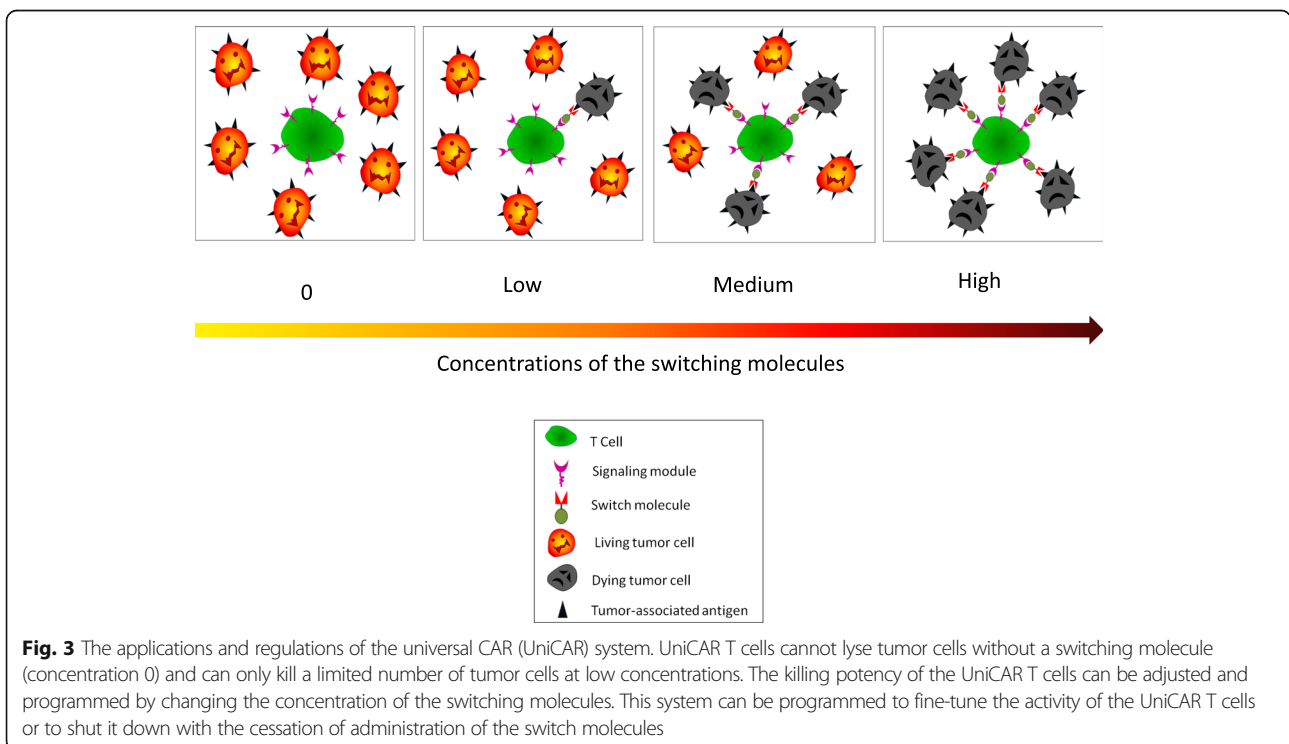 0
Low
Medium
High
Concentrations of the switching molecules
T Cell
Signaling module
Switch molecule
Living tumor cell
Dying tumor cell
Tumor-associated antigen
Fig. 3 The applications and regulations of the universal CAR (UniCAR) system. UniCAR T cells cannot lyse tumor cells without a switching molecule
(concentration 0) and can only kill a limited number of tumor cells at low concentrations. The killing potency of the UniCAR T cells can be adjusted and
programmed by changing the concentration of the switching molecules. This system can be programmed to fine-tune the activity of the UniCAR T cells
or to shut it down with the cessation of administration of the switch molecules